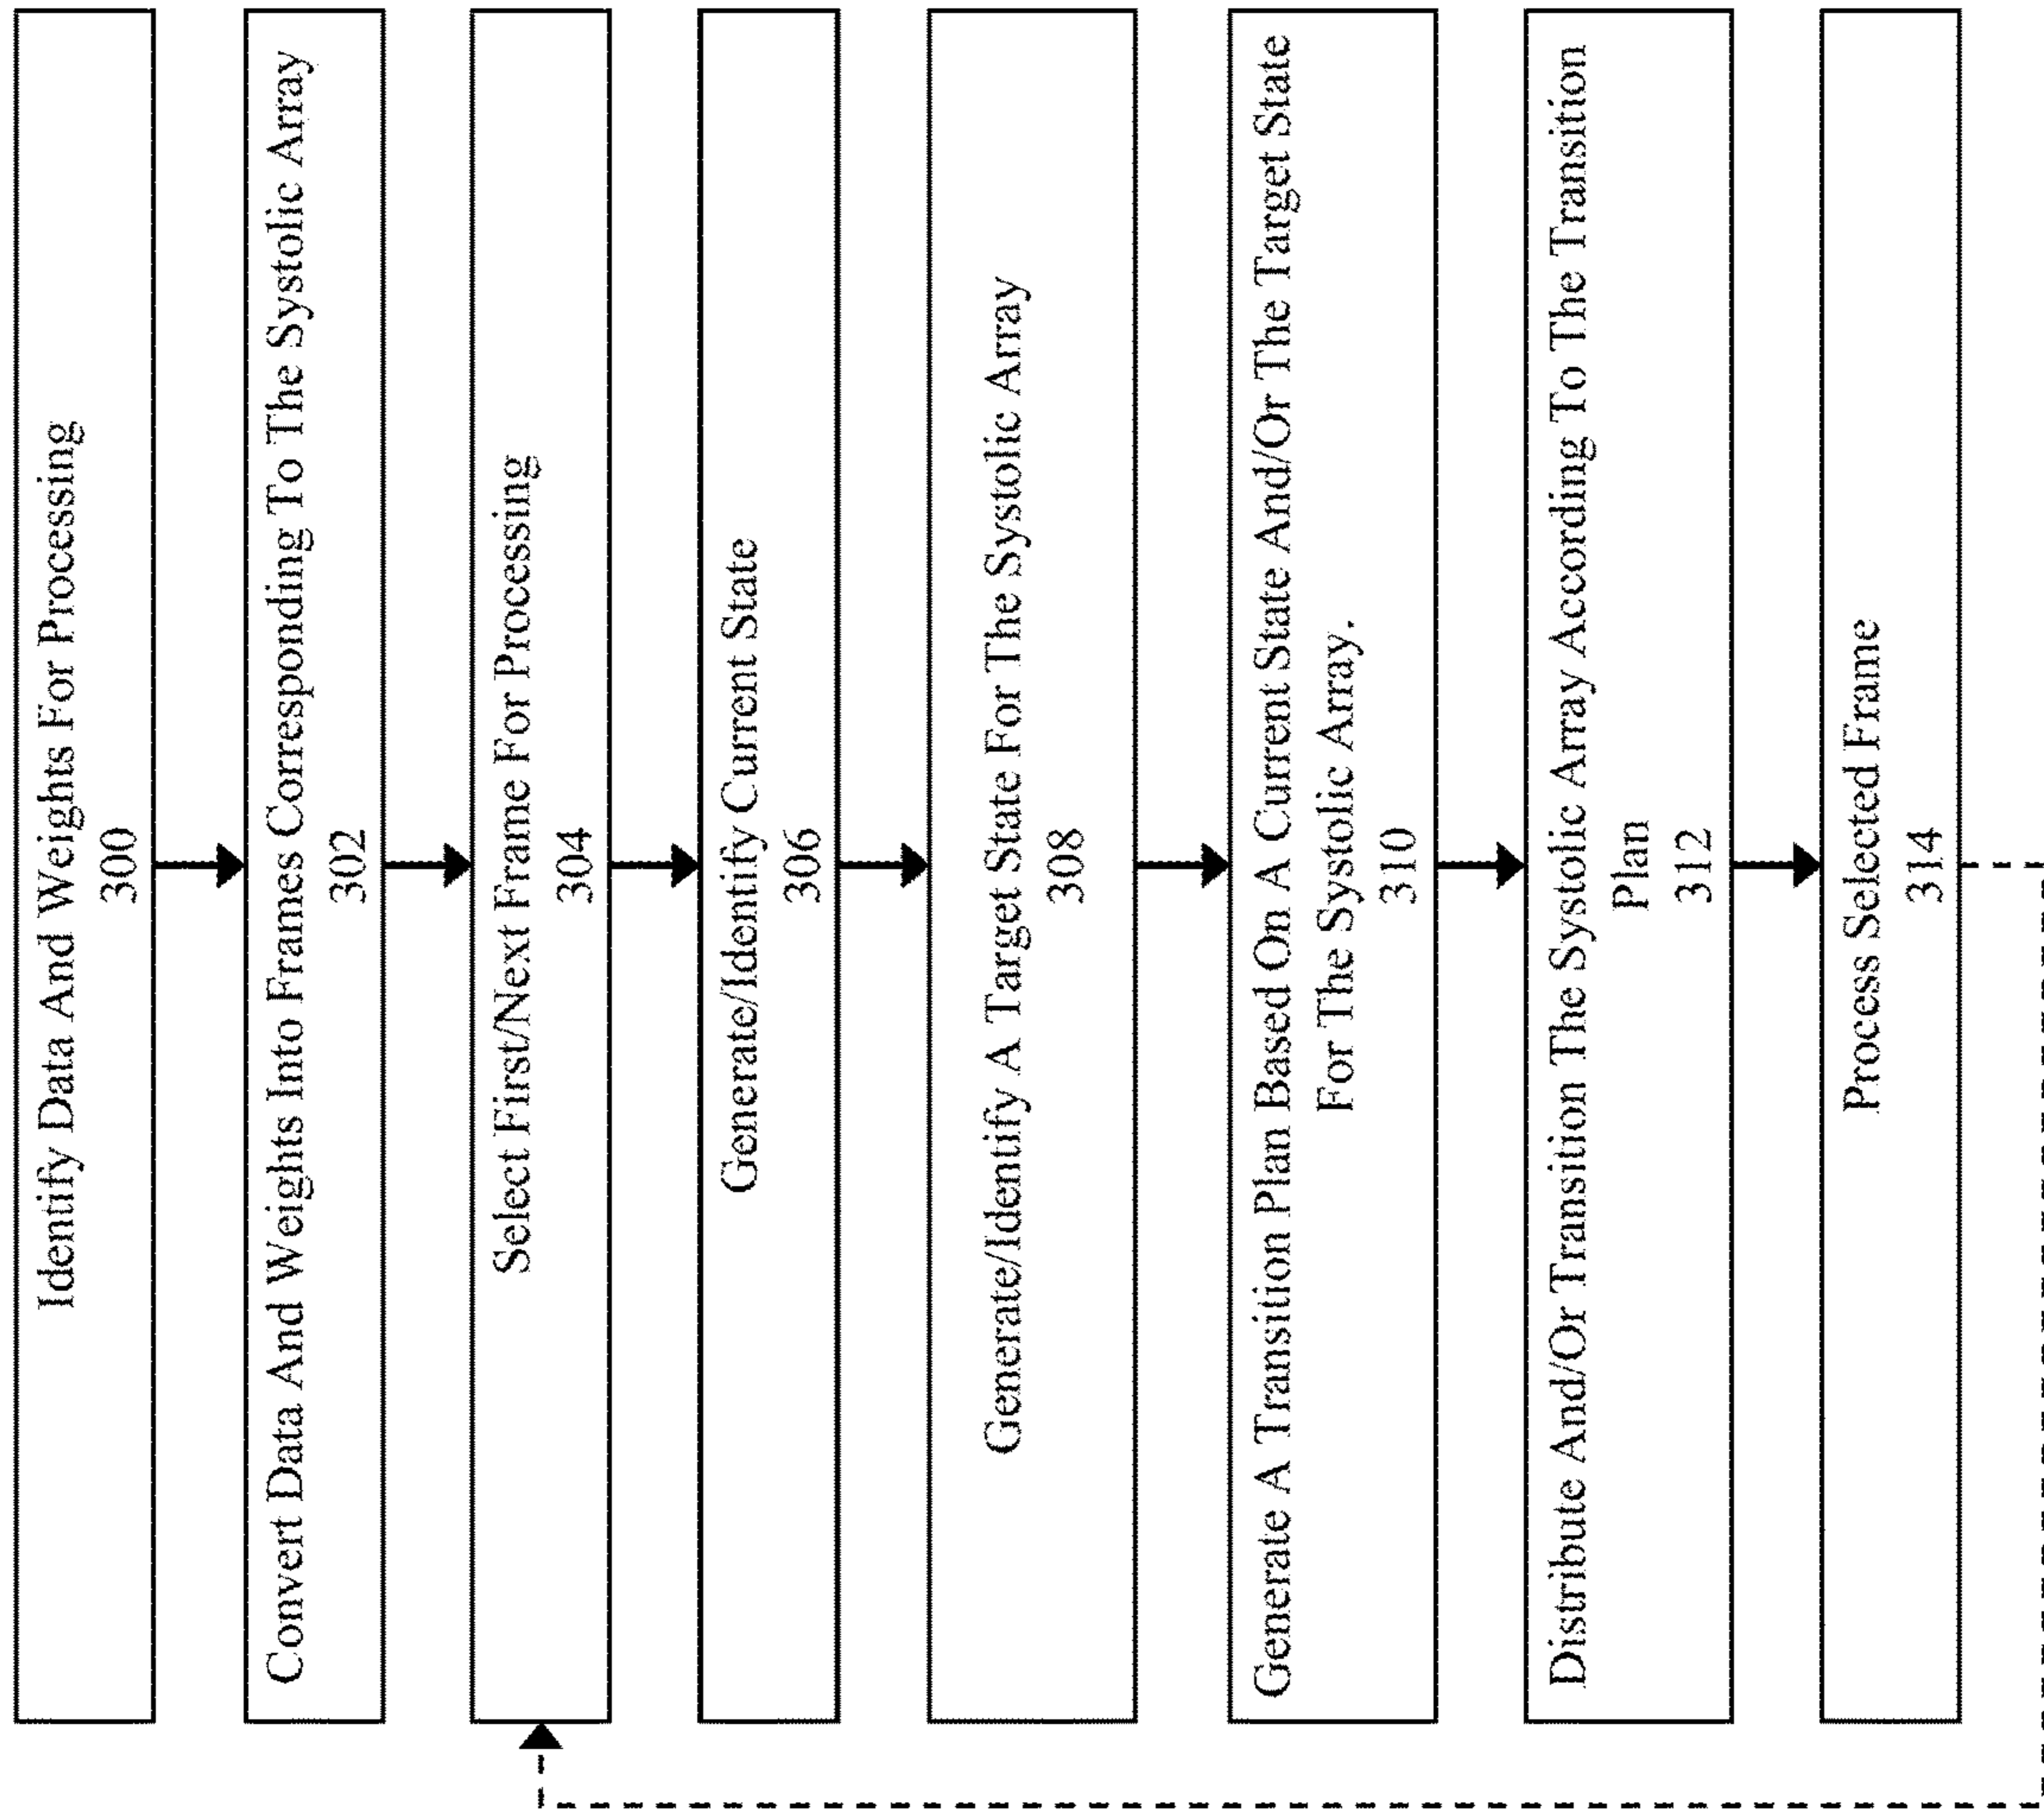 Identify Data And Weights For Processing
300
Convert Data And Weights Into Frames Corresponding To The Systolic Array
302
Select First/Next Frame For Processing
304
Generate/Identify Current State
306
Generate/Identify A Target State For The Systolic Array
308
Generate A Transition Plan Based On A Current State And/Or The Target State
For The Systolic Array.
310
Distribute And/Or Transition The Systolic Array According To The Transition
Plan
312
Process Selected Frame
314